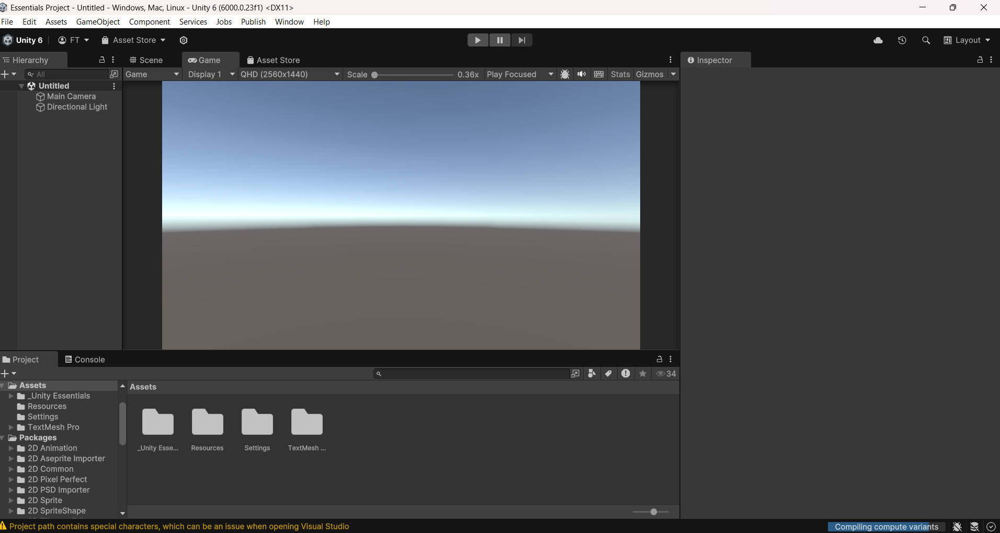 Essentials Project - Untitled - Windows, Mac, Linux - Unity 6 (6000.0.23f1) <DX11>
File Edit Assets GameObject Component Services Jobs Publish Window Help
Unity 6 FT Asset Store Layout
Hierarchy Scene Game Asset Store Inspector
All Game Display 1 QHD (2560x1440) Scale 0.36x Play Focused Stats Gizmos
Untitled
Main Camera
Directional Light
Project Console
34
Assets
_Unity Essentials
Resources
Settings
TextMesh Pro
Packages
2D Animation
2D Aseprite Importer
2D Common
2D Pixel Perfect
2D PSD Importer
2D Sprite
2D SpriteShape
Assets
_Unity Esse... Resources Settings TextMesh ...
Project path contains special characters, which can be an issue when opening Visual Studio
Compiling compute variants